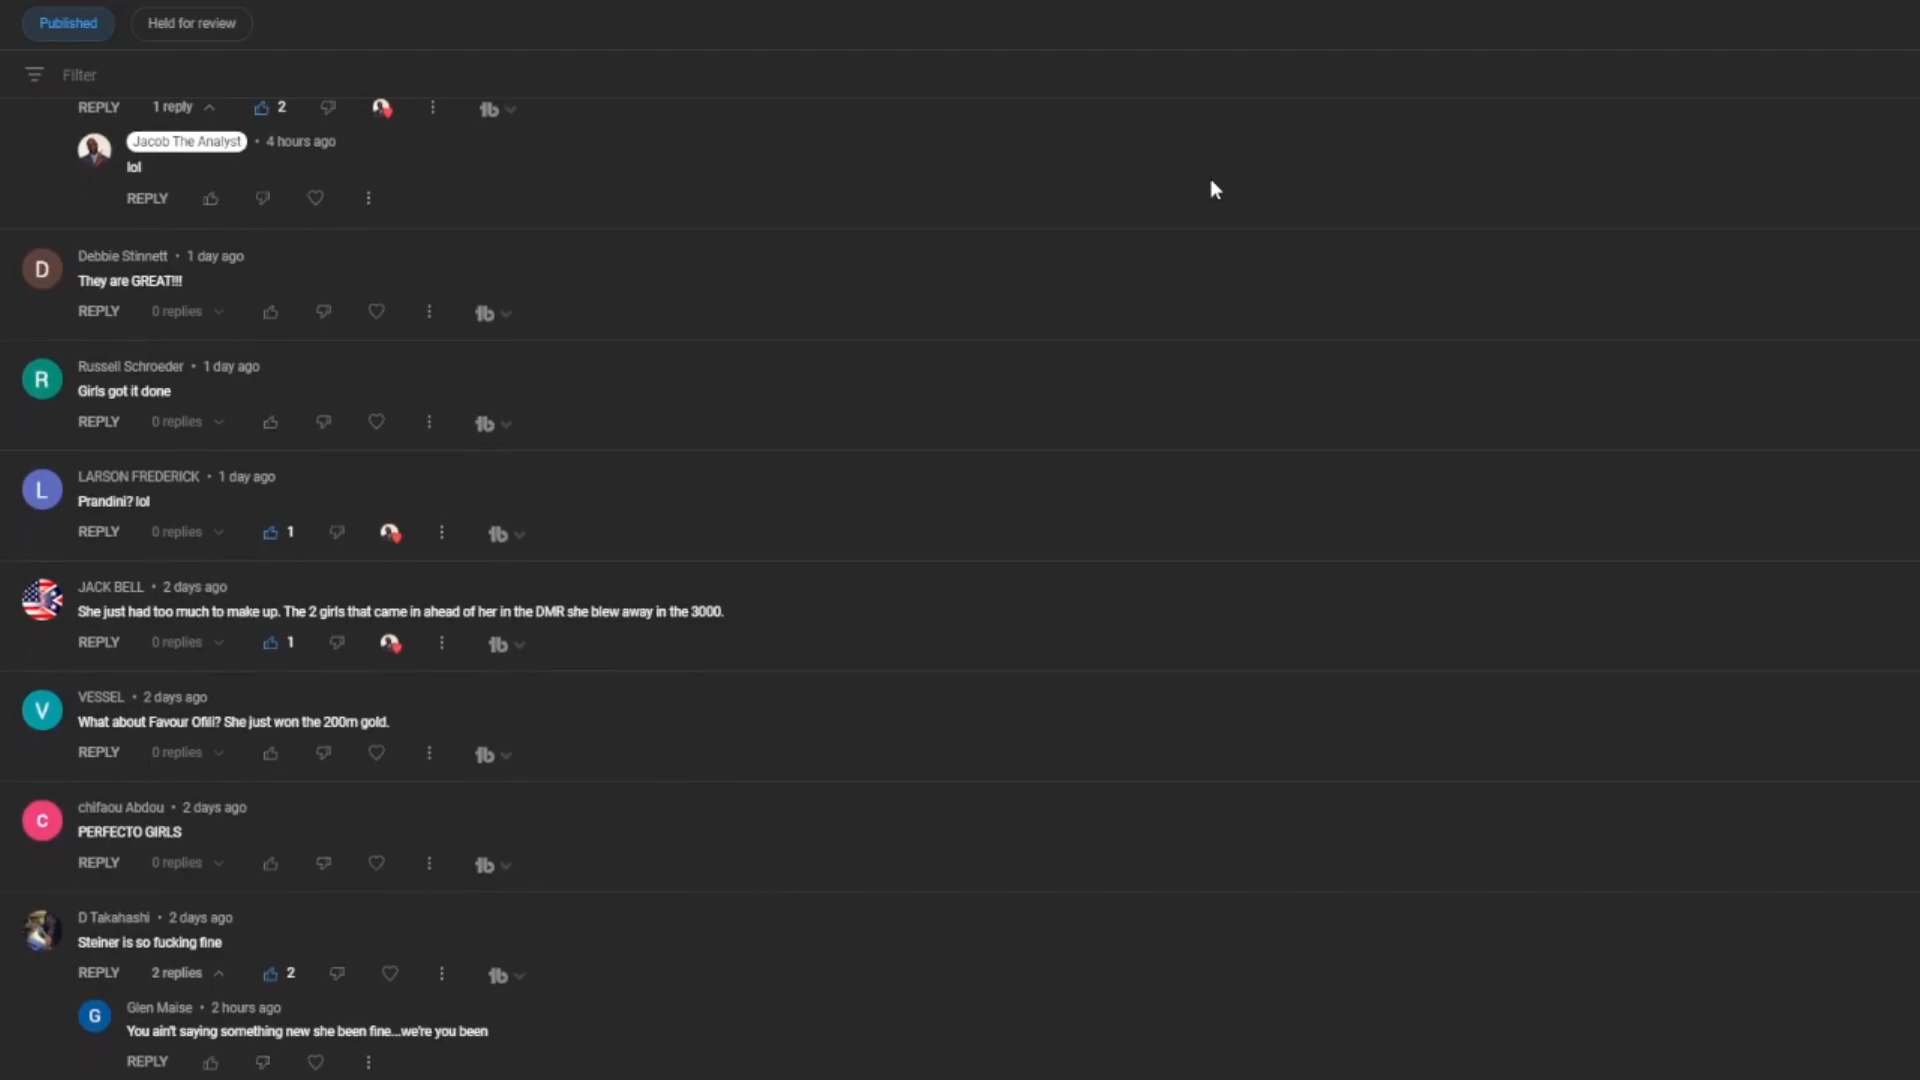 Published Held for review
Filter
REPLY 1 reply 2
Jacob The Analyst • 4 hours ago
lol
REPLY
D Debbie Stinnett • 1 day ago
They are GREAT!!!
REPLY 0 replies
R Russell Schroeder • 1 day ago
Girls got it done
REPLY 0 replies
L LARSON FREDERICK • 1 day ago
Prandini? lol
REPLY 0 replies 1
JACK BELL • 2 days ago
She just had too much to make up. The 2 girls that came in ahead of her in the DMR she blew away in the 3000.
REPLY 0 replies 1
V VESSEL • 2 days ago
What about Favour Ofili? She just won the 200m gold.
REPLY 0 replies
C chifaou Abdou • 2 days ago
PERFECTO GIRLS
REPLY 0 replies
D Takahashi • 2 days ago
Steiner is so fucking fine
REPLY 2 replies 2
G Glen Maise • 2 hours ago
You ain't saying something new she been fine...we're you been
REPLY